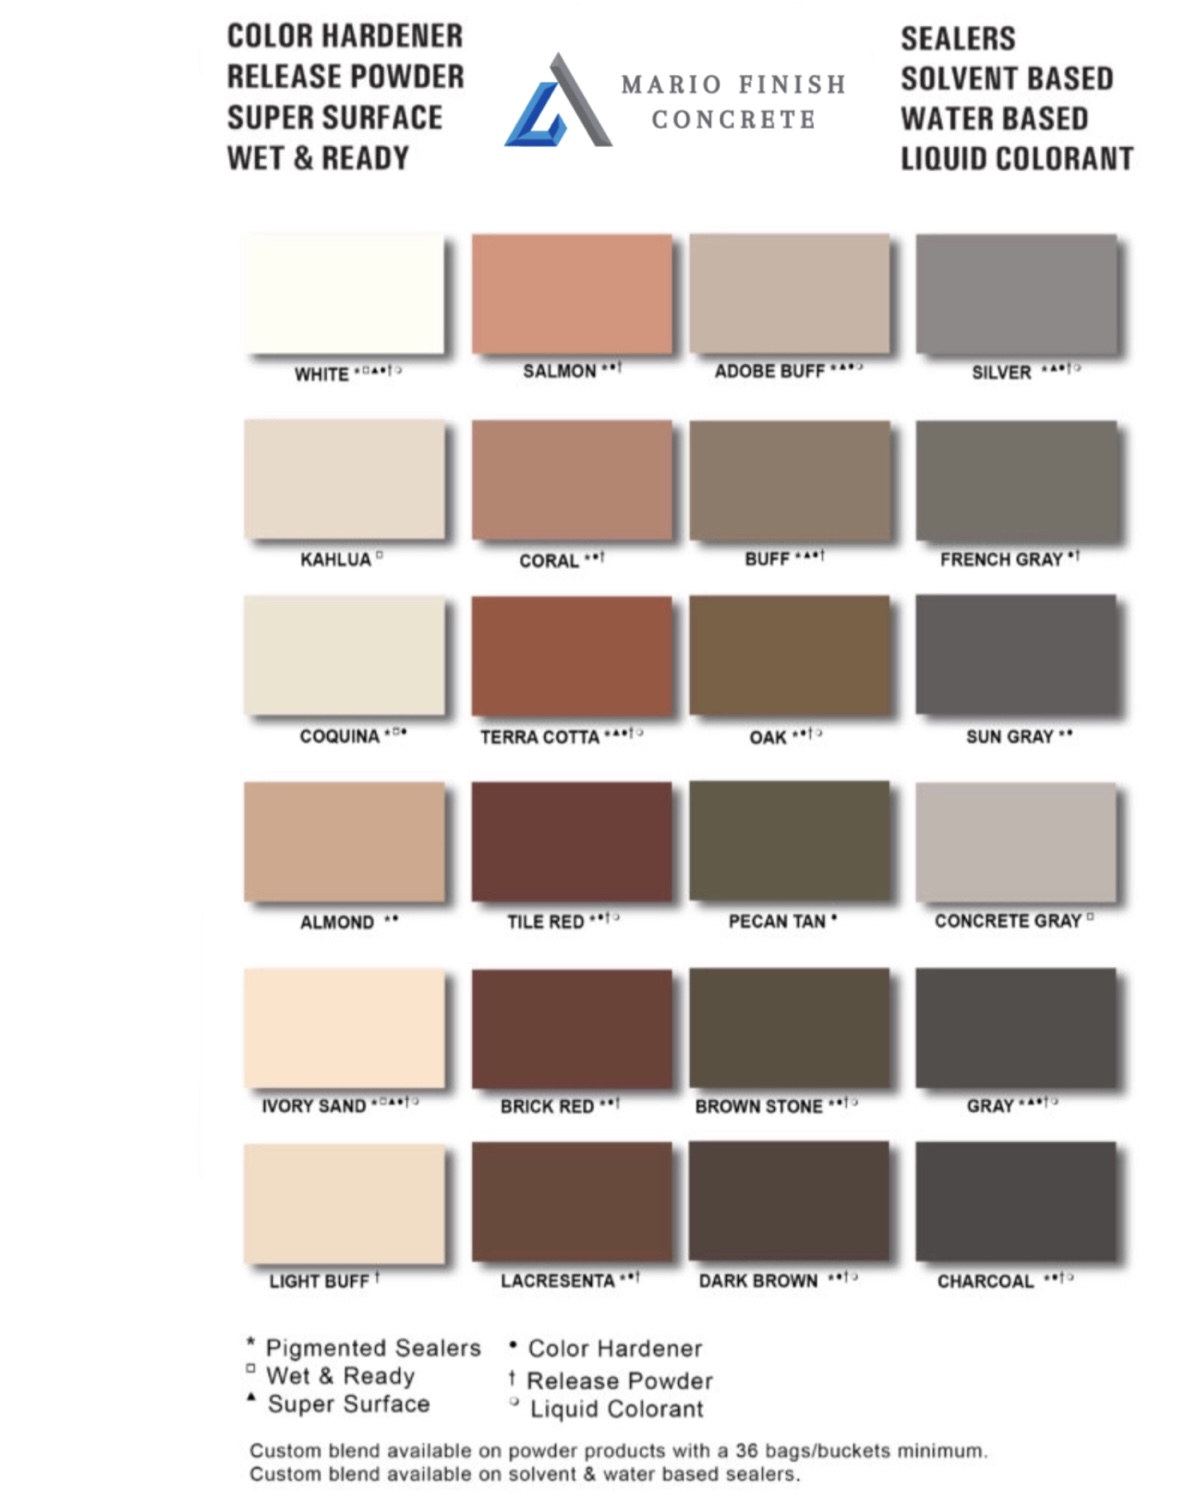 COLOR HARDENER
RELEASE POWDER
SUPER SURFACE
WET & READY
MARIO FINISH
CONCRETE
SEALERS
SOLVENT BASED
WATER BASED
LIQUID COLORANT
WHITE *□▲•†○
SALMON *•†
ADOBE BUFF *▲•○
SILVER *▲•†○
KAHLUA □
CORAL *•†
BUFF *▲•†
FRENCH GRAY •†
COQUINA *□•
TERRA COTTA *▲•†○
OAK *•†○
SUN GRAY *•
ALMOND *•
TILE RED *•†○
PECAN TAN •
CONCRETE GRAY □
IVORY SAND *□▲•†○
BRICK RED *•†
BROWN STONE *•†○
GRAY *▲•†○
LIGHT BUFF †
LACRESENTA *•†
DARK BROWN *•†○
CHARCOAL *•†○
* Pigmented Sealers
□ Wet & Ready
▲ Super Surface
• Color Hardener
† Release Powder
○ Liquid Colorant
Custom blend available on powder products with a 36 bags/buckets minimum.
Custom blend available on solvent & water based sealers.